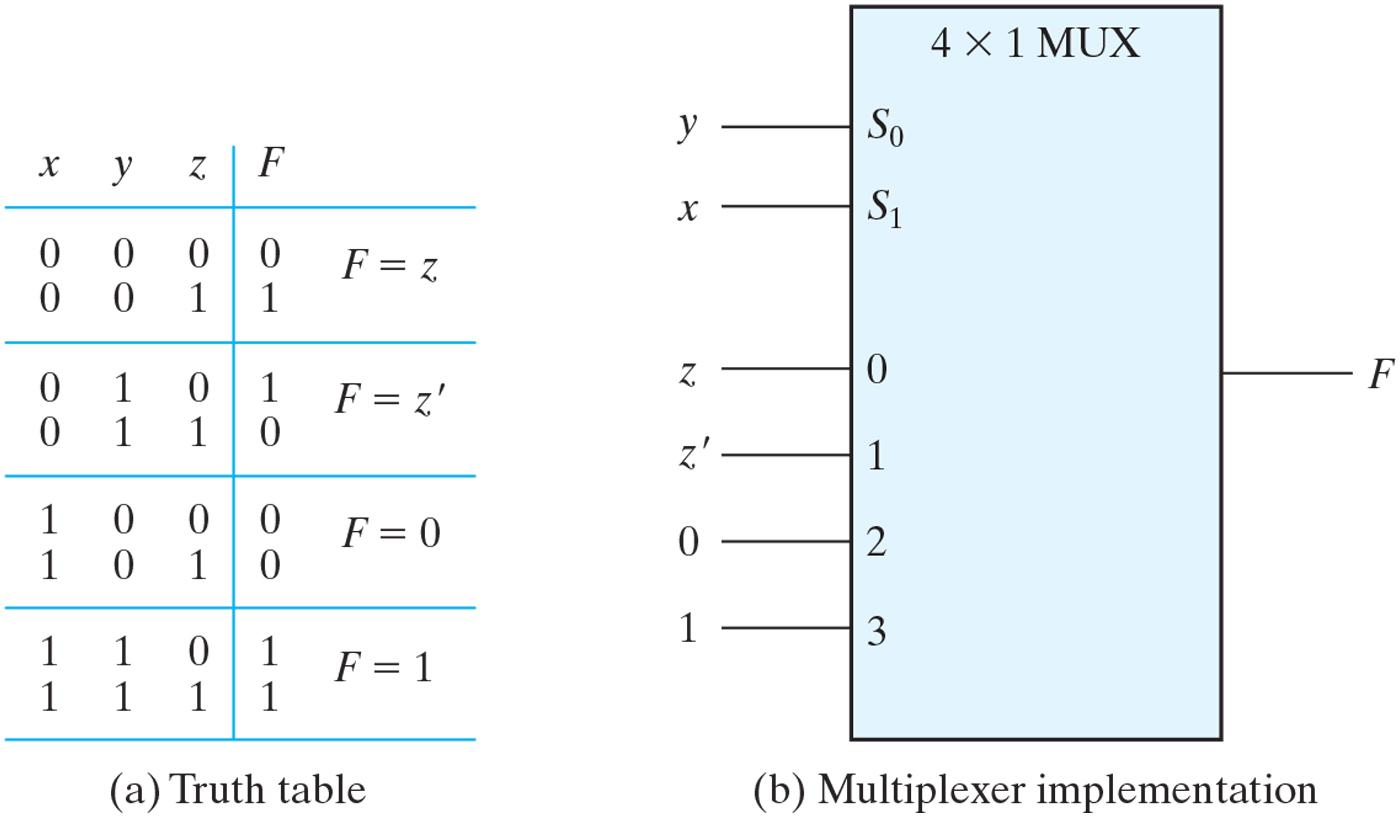 x y z F
0 0 0 0 F = z
0 0 1 1
0 1 0 1 F = z′
0 1 1 0
1 0 0 0 F = 0
1 0 1 0
1 1 0 1 F = 1
1 1 1 1
(a) Truth table
4 × 1 MUX
y S₀
x S₁
z 0 F
z′ 1
0 2
1 3
(b) Multiplexer implementation